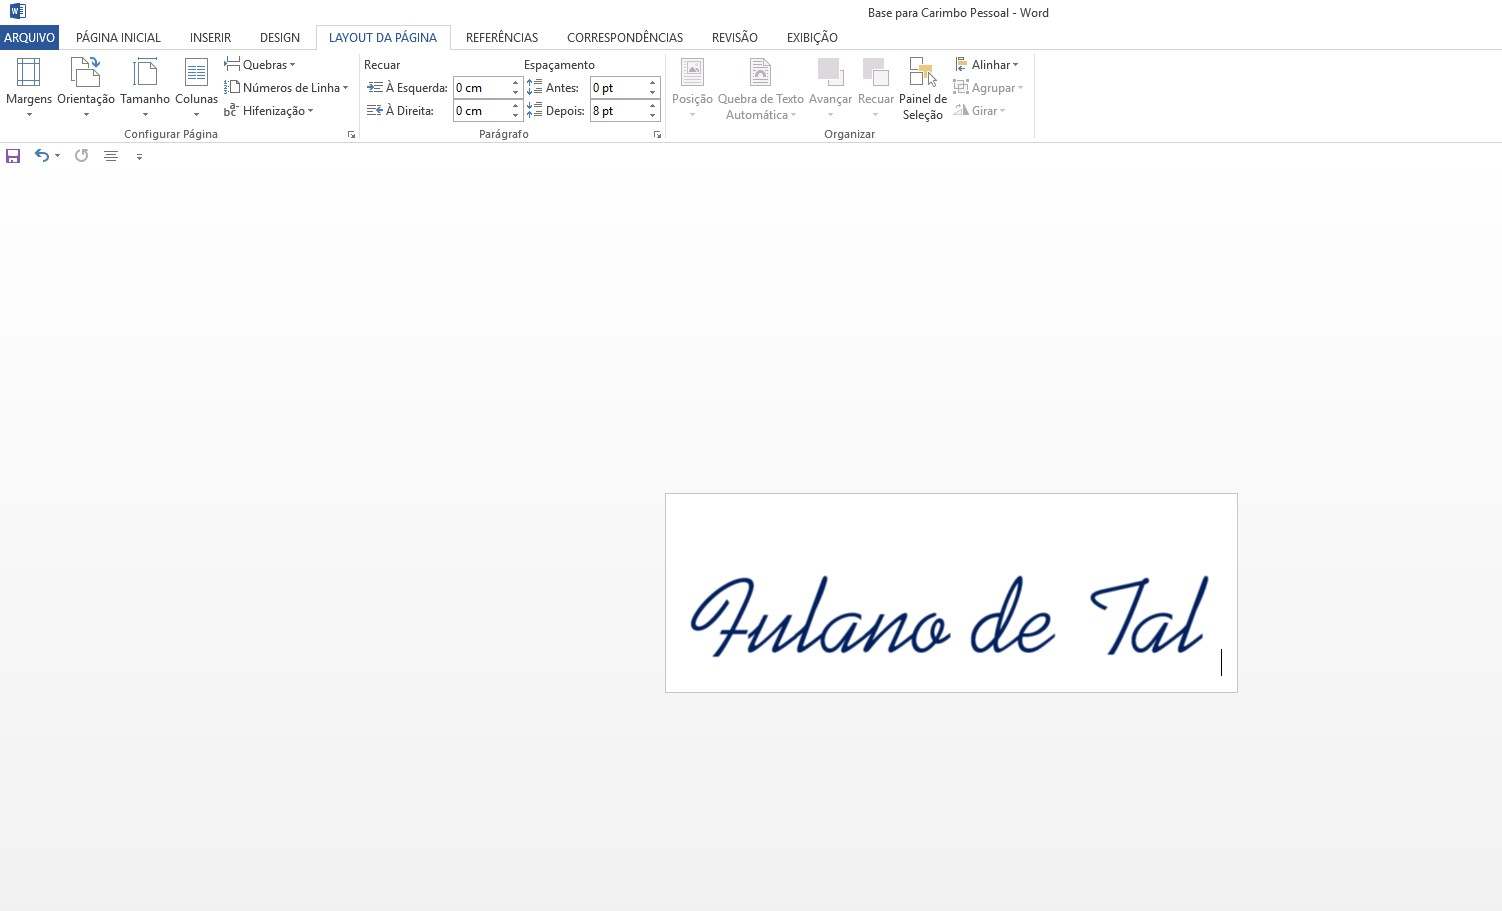 Base para Carimbo Pessoal - Word
ARQUIVO PÁGINA INICIAL INSERIR DESIGN LAYOUT DA PÁGINA REFERÊNCIAS CORRESPONDÊNCIAS REVISÃO EXIBIÇÃO
Margens
Orientação
Tamanho
Colunas
Quebras
Números de Linha
Hifenização
Configurar Página
Recuar
À Esquerda: 0 cm
À Direita: 0 cm
Espaçamento
Antes: 0 pt
Depois: 8 pt
Parágrafo
Posição
Quebra de Texto
Automática
Avançar
Recuar
Painel de
Seleção
Alinhar
Agrupar
Girar
Organizar
Fulano de Tal